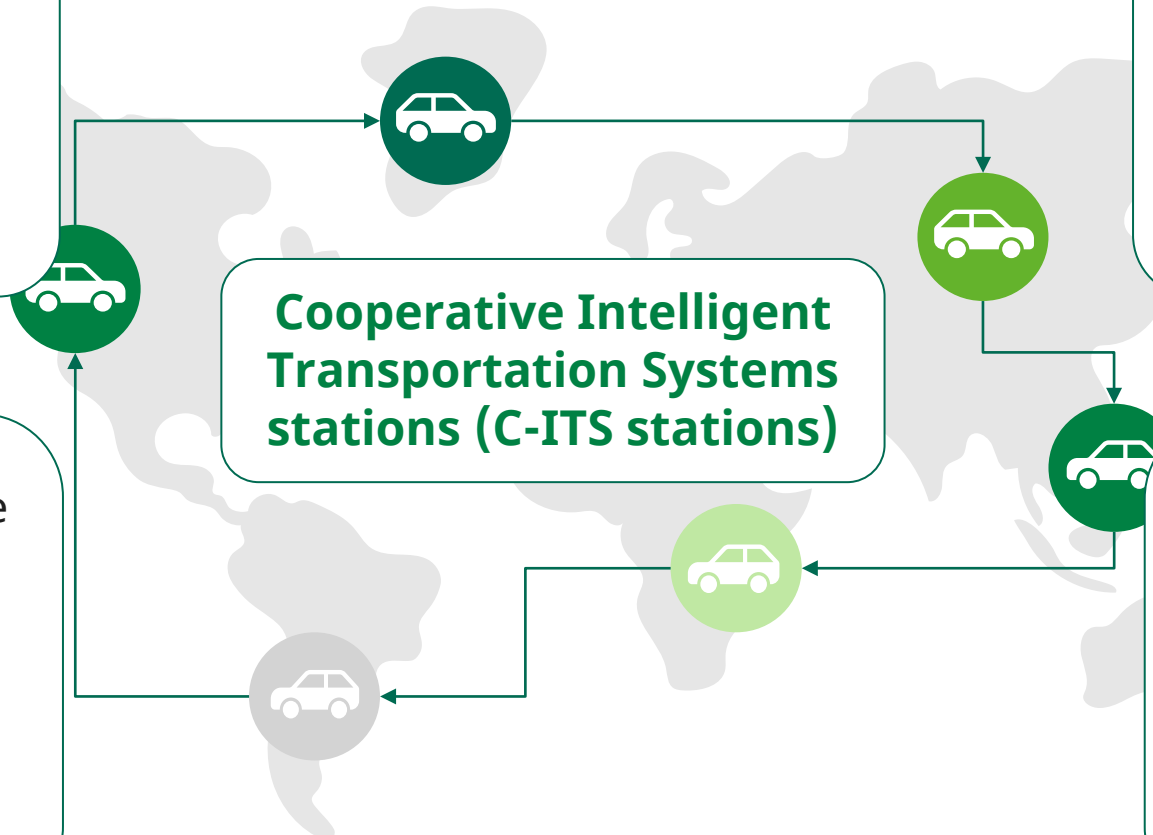 Cooperative Intelligent
Transportation Systems
stations (C-ITS stations)
e